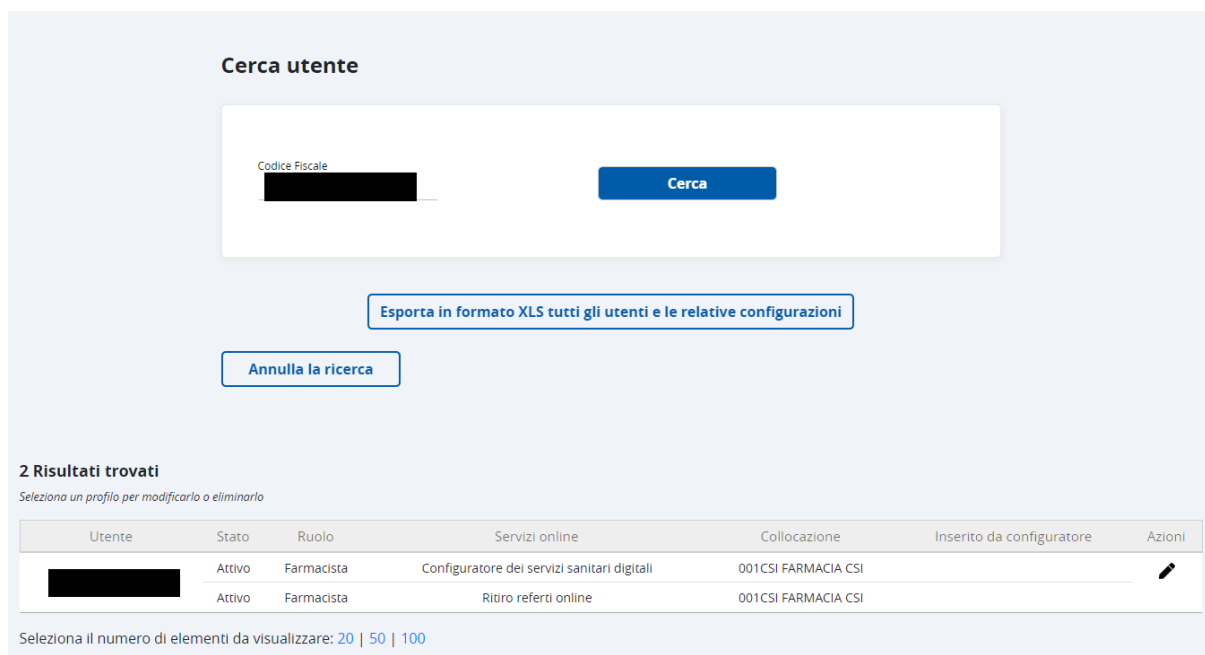 Cerca utente
Codice Fiscale
Cerca
Esporta in formato XLS tutti gli utenti e le relative configurazioni
Annulla la ricerca
2 Risultati trovati
Seleziona un profilo per modificarlo o eliminarlo
Utente Stato Ruolo Servizi online Collocazione Inserito da configuratore Azioni
Attivo Farmacista Configuratore dei servizi sanitari digitali 001CSI FARMACIA CSI
Attivo Farmacista Ritiro referti online 001CSI FARMACIA CSI
Seleziona il numero di elementi da visualizzare: 20 | 50 | 100